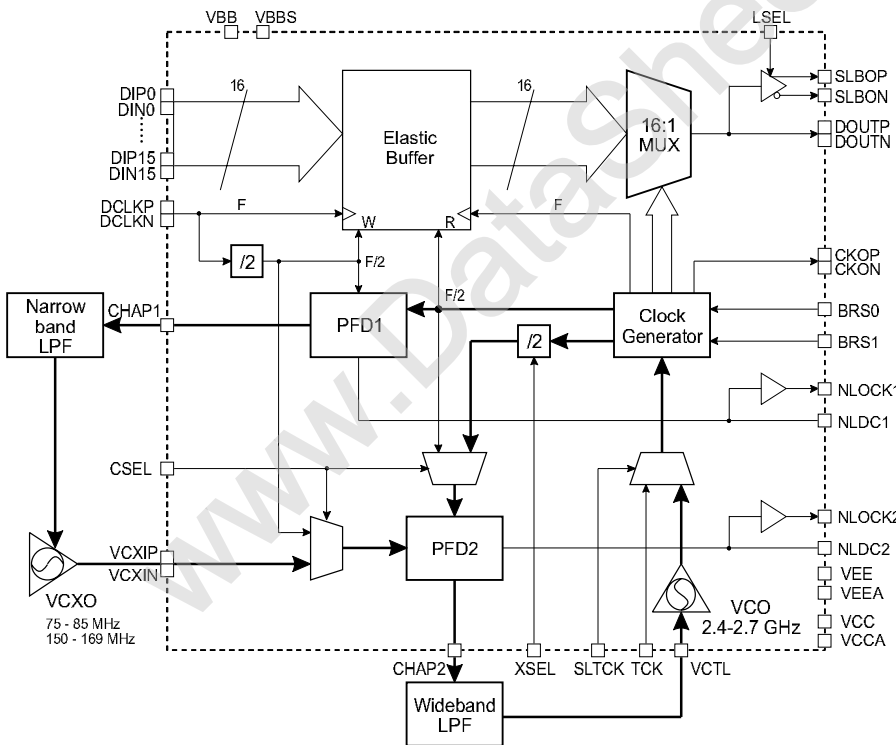 VBB
VBBS
LSEL
DIP0
DIN0
16
Elastic
Buffer
16
16:1
MUX
SLBOP
SLBON
DOUTP
DOUTN
DIP15
DIN15
DCLKP
DCLKN
F
W
R
F
/2
F/2
CKOP
CKON
Narrow
band
LPF
CHAP1
PFD1
F/2
Clock
Generator
BRS0
BRS1
/2
NLOCK1
NLDC1
CSEL
PFD2
NLOCK2
NLDC2
VCXIP
VCXIN
VCXO
75 - 85 MHz
150 - 169 MHz
VCO
2.4-2.7 GHz
VEE
VEEA
VCC
VCCA
CHAP2
XSEL
SLTCK
TCK
VCTL
Wideband
LPF
www.DataShee